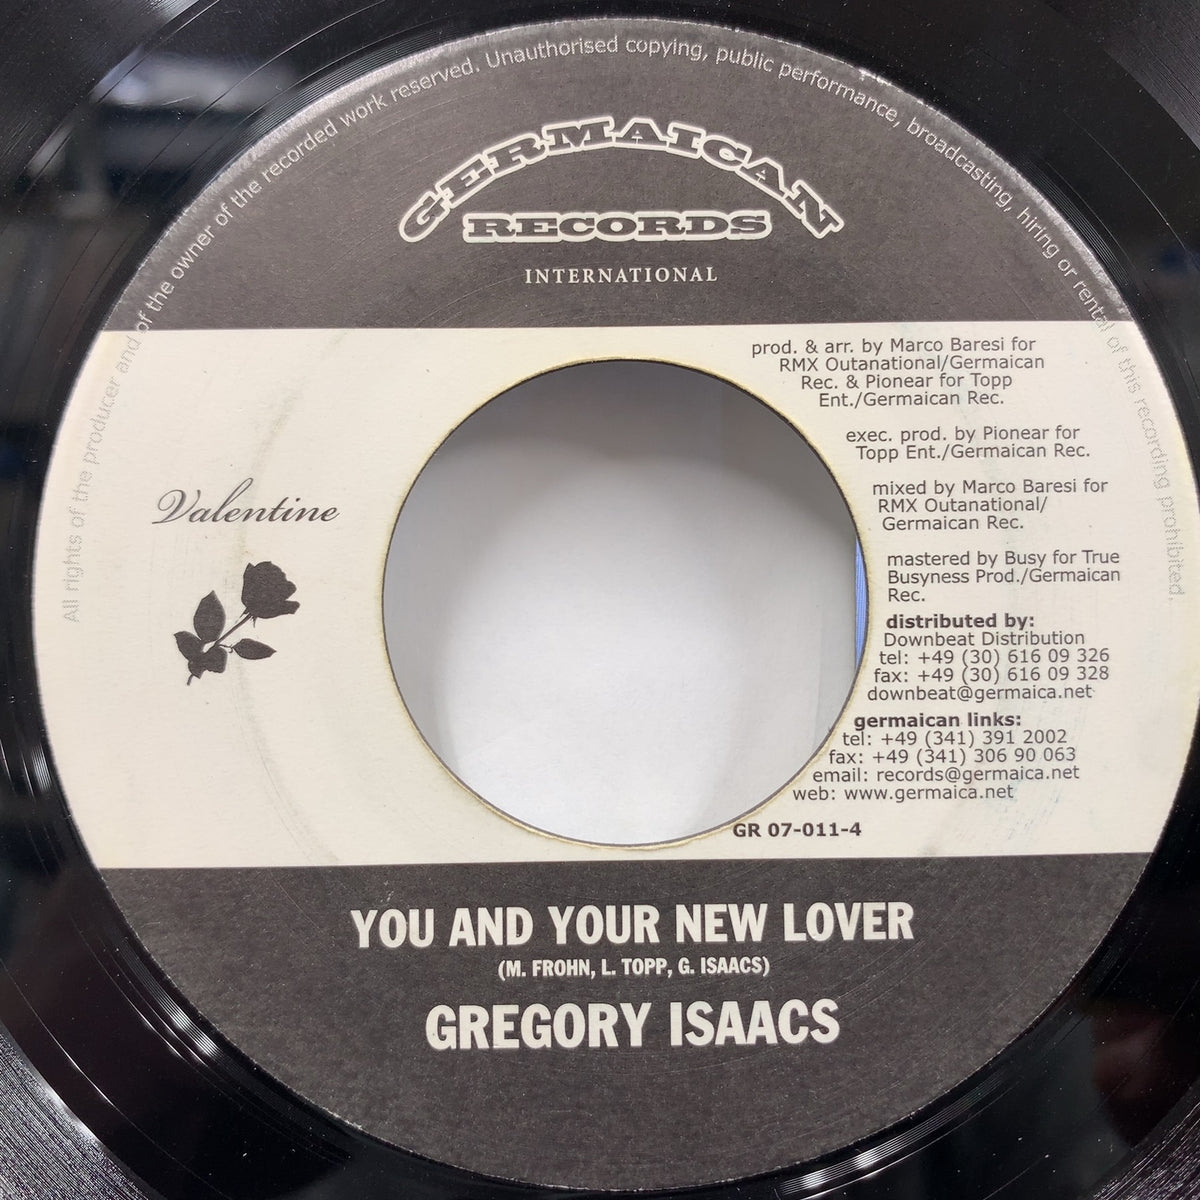 All rights of the producer and of the owner of the recorded work reserved. Unauthorised copying, public performance, broadcasting, hiring or rental of this recording prohibited.
GERMAICAN
RECORDS
INTERNATIONAL
prod. & arr. by Marco Baresi for
RMX Outanational/Germaican
Rec. & Pionear for Topp
Ent./Germaican Rec.
exec. prod. by Pionear for
Topp Ent./Germaican Rec.
mixed by Marco Baresi for
RMX Outanational/
Germaican Rec.
mastered by Busy for True
Busyness Prod./Germaican
Rec.
distributed by:
Downbeat Distribution
tel: +49 (30) 616 09 326
fax: +49 (30) 616 09 328
downbeat@germaica.net
germaican links:
tel: +49 (341) 391 2002
fax: +49 (341) 306 90 063
email: records@germaica.net
web: www.germaica.net
GR 07-011-4
Valentine
YOU AND YOUR NEW LOVER
(M. FROHN, L. TOPP, G. ISAACS)
GREGORY ISAACS